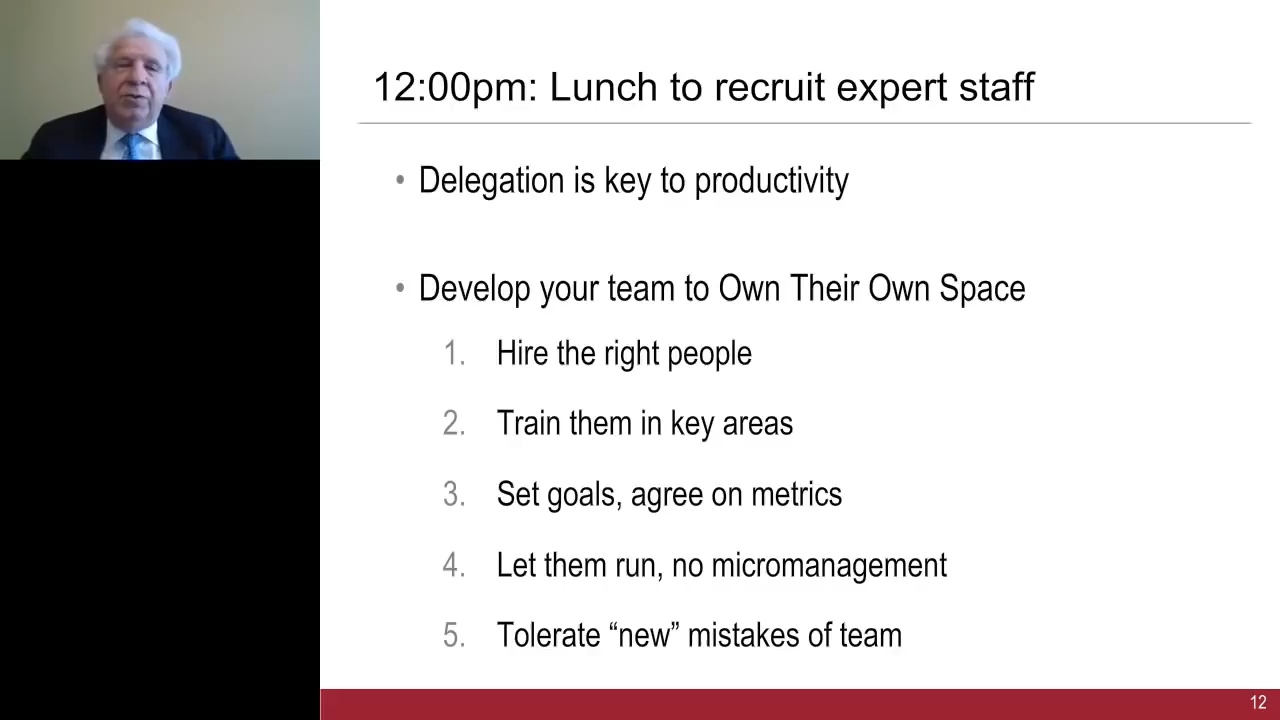 12:00pm: Lunch to recruit expert staff
• Delegation is key to productivity
• Develop your team to Own Their Own Space
1. Hire the right people
2. Train them in key areas
3. Set goals, agree on metrics
4. Let them run, no micromanagement
5. Tolerate “new” mistakes of team
12